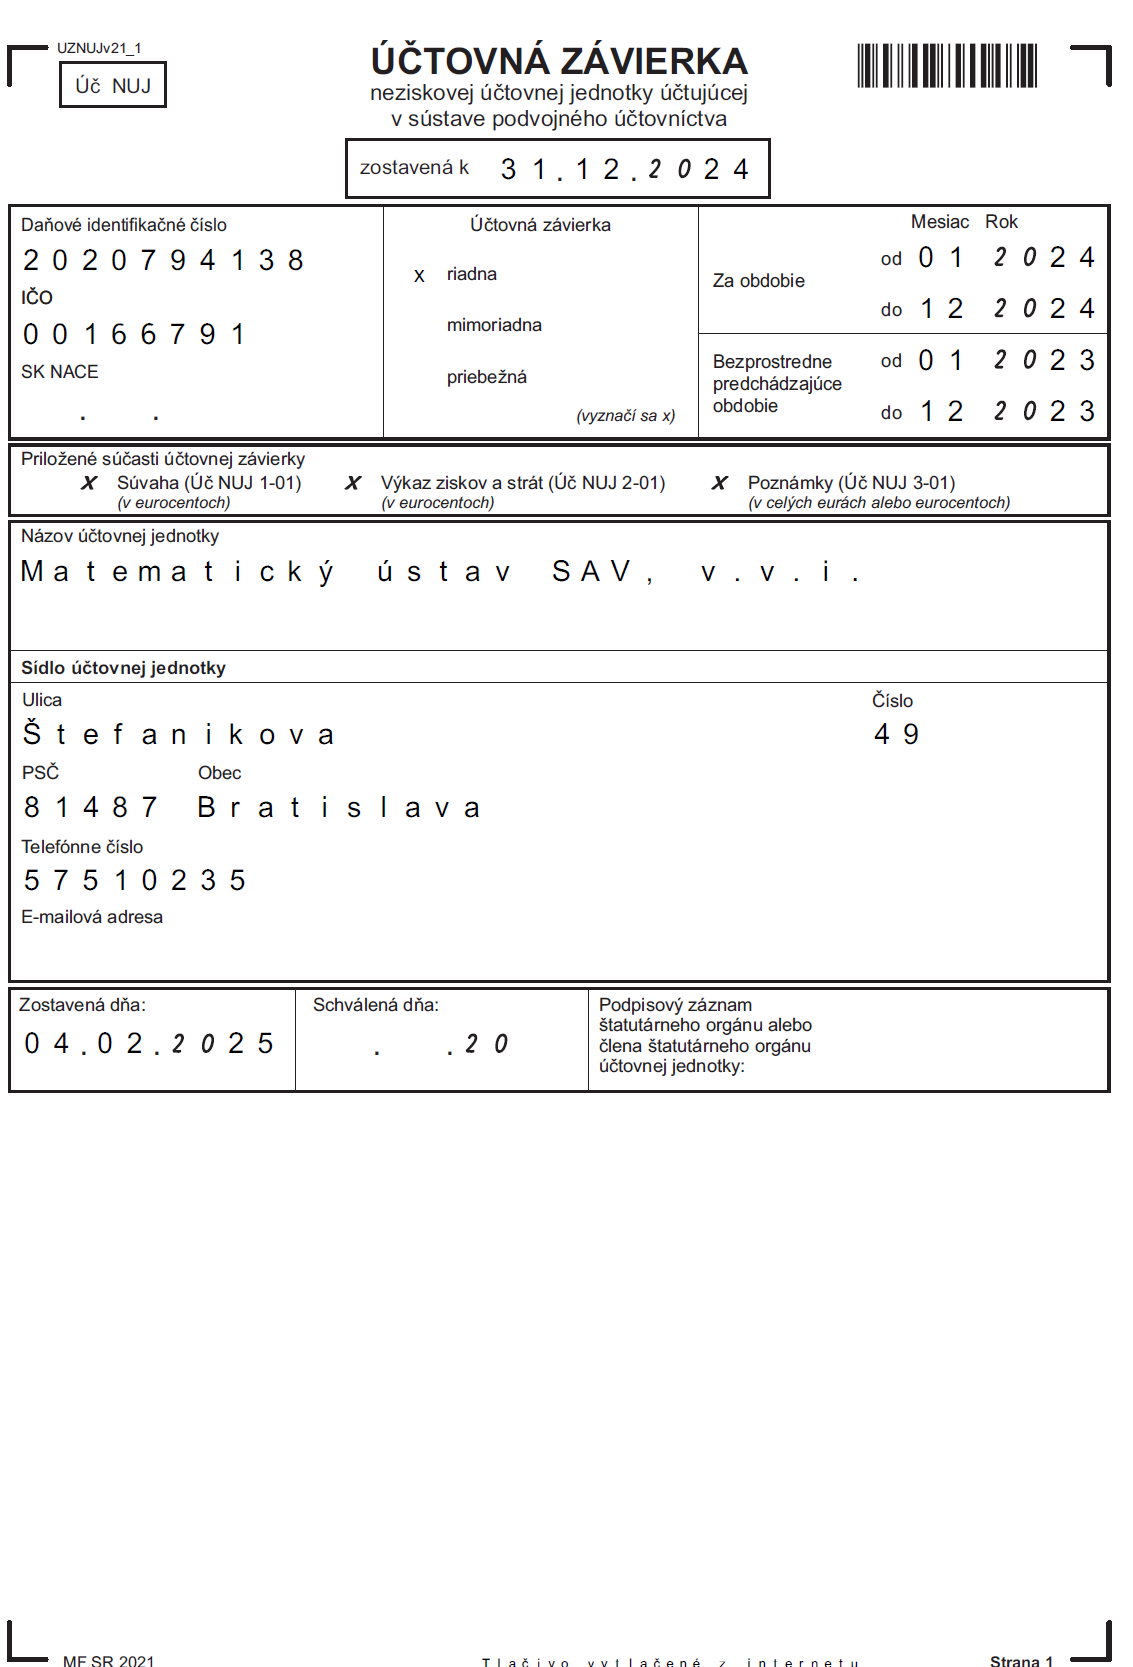 UZNUJv21_1
Úč NUJ
ÚČTOVNÁ ZÁVIERKA
neziskovej účtovnej jednotky účtujúcej
v sústave podvojného účtovníctva
zostavená k 31.12.2024
Daňové identifikačné číslo
2020794138
IČO
00166791
SK NACE
. .
Účtovná závierka
x riadna
mimoriadna
priebežná
(vyznačí sa x)
Mesiac Rok
Za obdobie
od 01 2024
do 12 2024
Bezprostredne
predchádzajúce
obdobie
od 01 2023
do 12 2023
Priložené súčasti účtovnej závierky
x Súvaha (Úč NUJ 1-01) x Výkaz ziskov a strát (Úč NUJ 2-01) x Poznámky (Úč NUJ 3-01)
(v eurocentoch) (v eurocentoch) (v celých eurách alebo eurocentoch)
Názov účtovnej jednotky
Matematický ústav SAV, v.v.i.
Sídlo účtovnej jednotky
Ulica Číslo
Štefanikova 49
PSČ Obec
81487 Bratislava
Telefónne číslo
57510235
E-mailová adresa
Zostavená dňa:
04.02.2025
Schválená dňa:
. .20
Podpisový záznam
štatutárneho orgánu alebo
člena štatutárneho orgánu
účtovnej jednotky:
MF SR 2021 Tlačivo vytlačené z internetu Strana 1